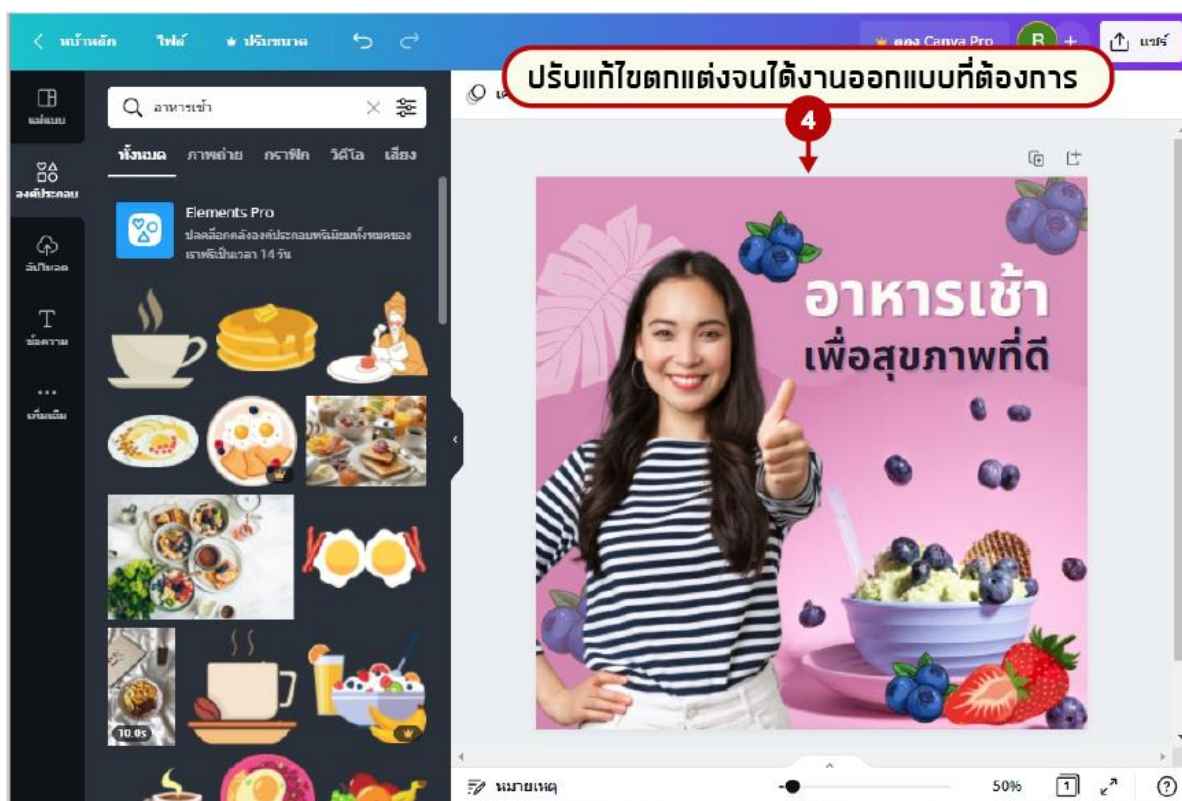 หน้าหลัก ไฟล์ ปรับขนาด ลอง Canva Pro B + แชร์
ปรับแก้ไขตกแต่งจนได้งานออกแบบที่ต้องการ
4
แม่แบบ
องค์ประกอบ
อัปโหลด
ข้อความ
เพิ่มเติม
อาหารเช้า
ทั้งหมด ภาพถ่าย กราฟิก วิดีโอ เสียง
Elements Pro
ปลดล็อกคลังองค์ประกอบพรีเมียมทั้งหมดของ
เราฟรีเป็นเวลา 14 วัน
10.0s
อาหารเช้า
เพื่อสุขภาพที่ดี
หมายเหตุ 50% 1 ?